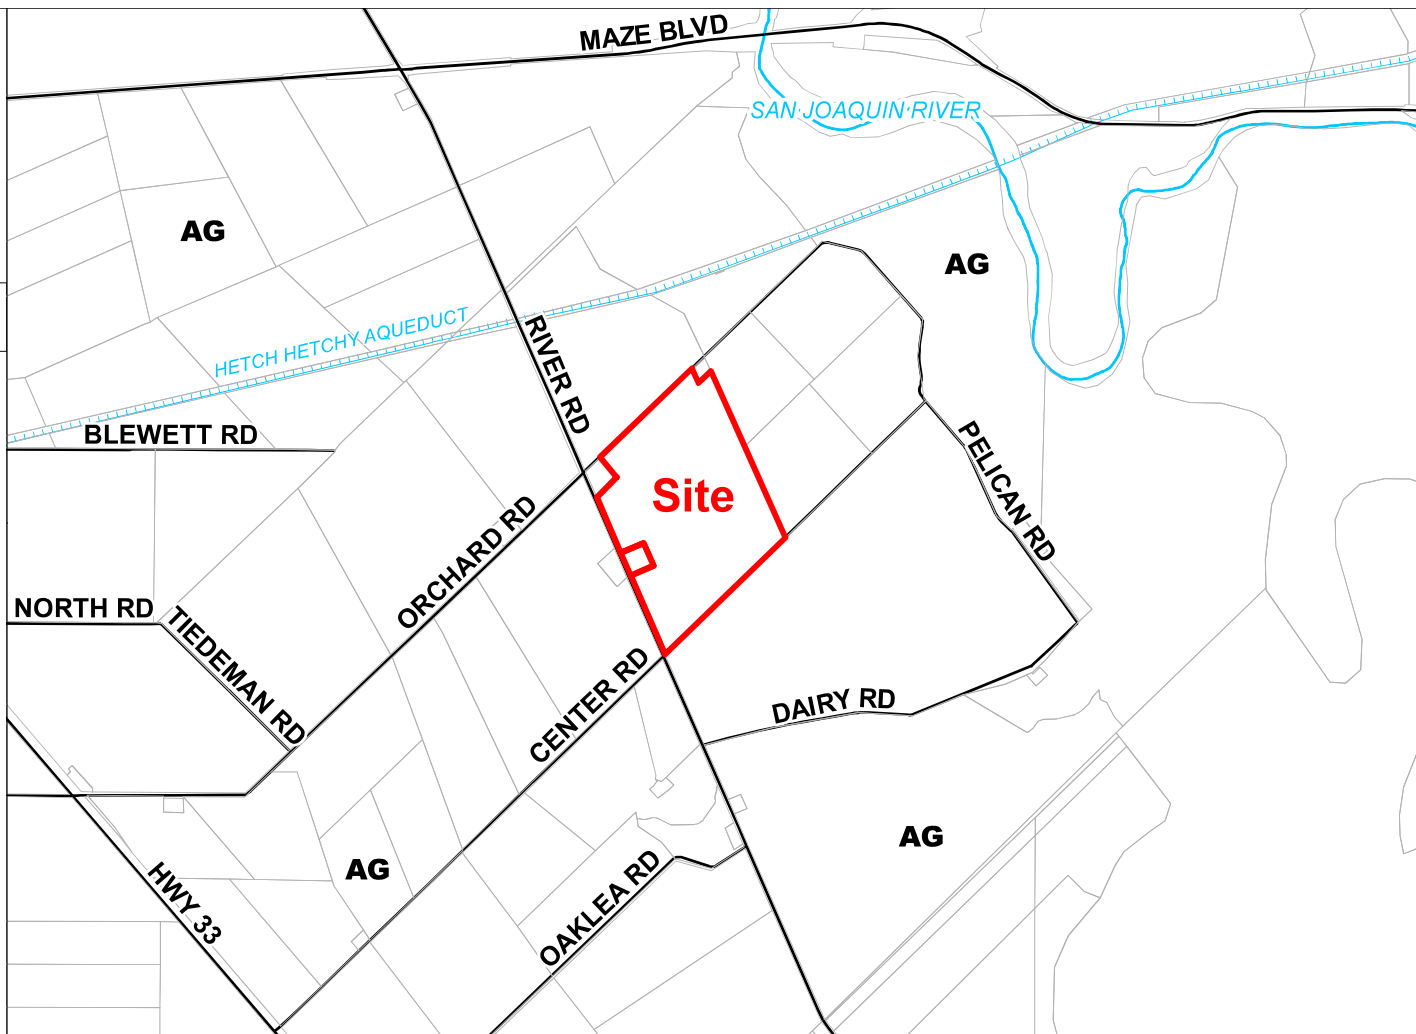 MAZE BLVD
SAN JOAQUIN RIVER
AG
AG
HETCH HETCHY AQUEDUCT
RIVER RD
BLEWETT RD
PELICAN RD
Site
ORCHARD RD
NORTH RD
TIEDEMAN RD
CENTER RD
DAIRY RD
AG
AG
HWY 33
OAKLEA RD